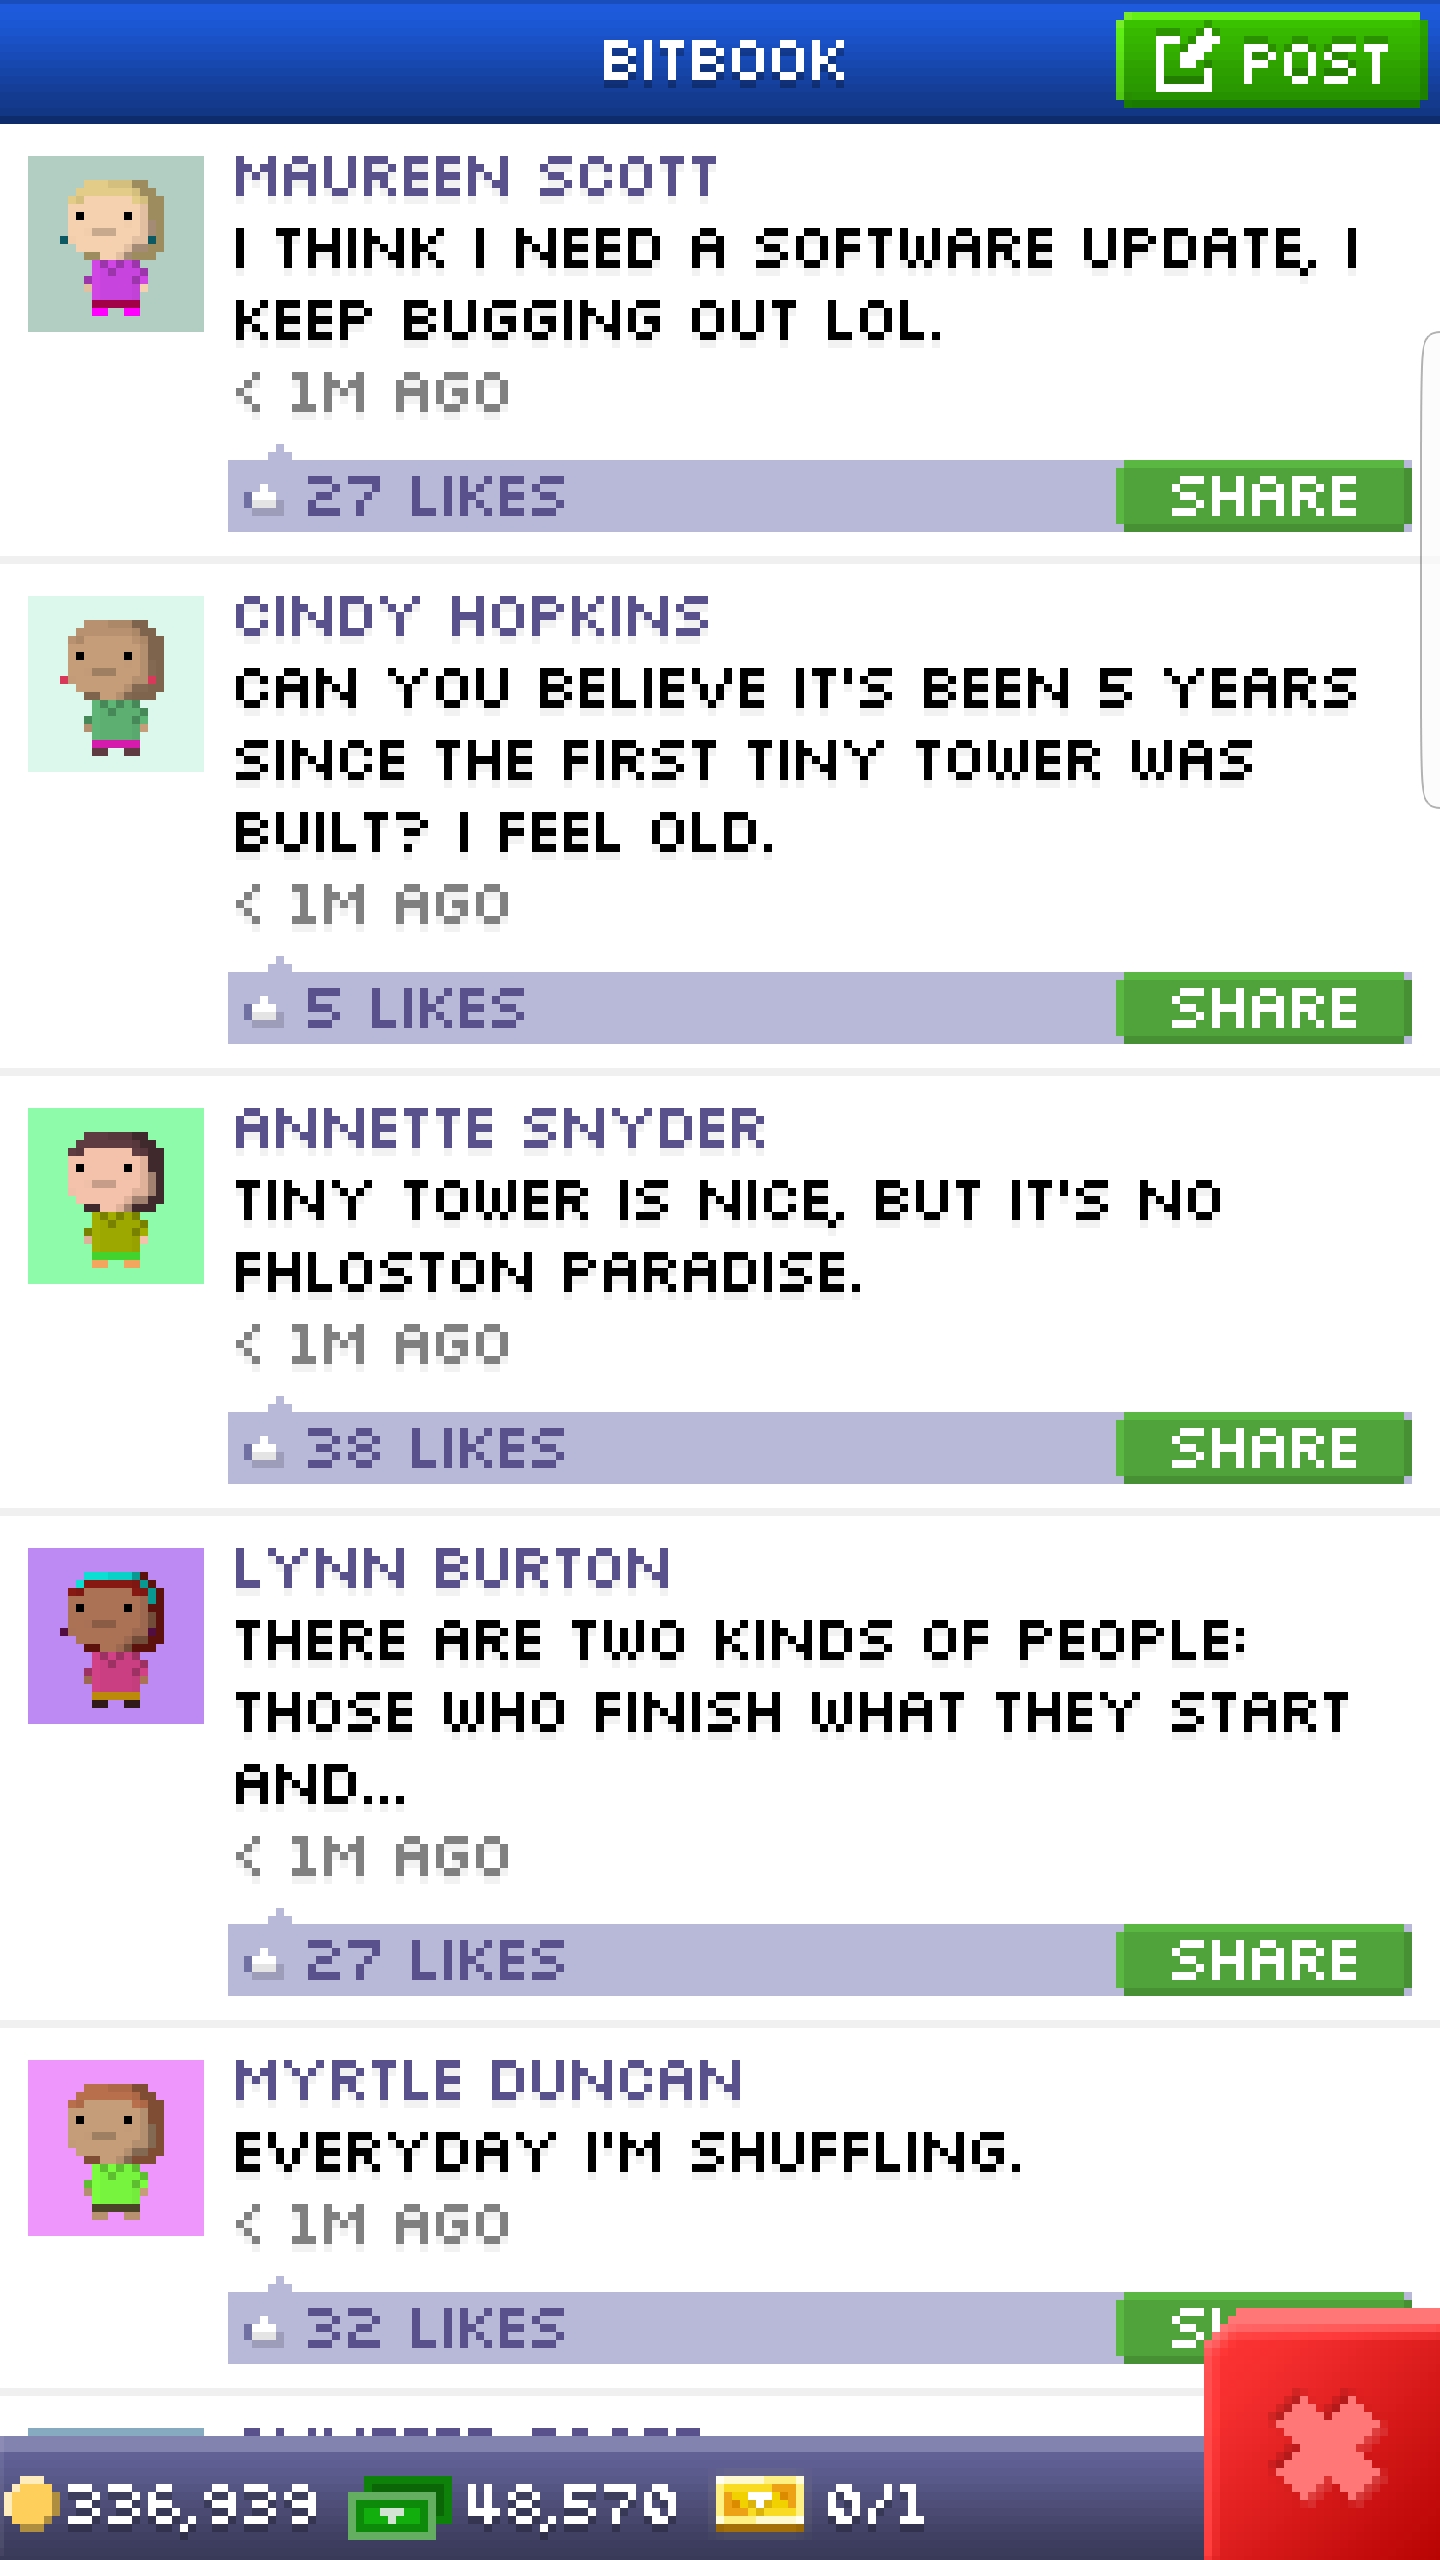 BITBOOK
POST
MAUREEN SCOTT
I THINK I NEED A SOFTWARE UPDATE, I
KEEP BUGGING OUT LOL.
< 1M AGO
27 LIKES
SHARE
CINDY HOPKINS
CAN YOU BELIEVE IT'S BEEN 5 YEARS
SINCE THE FIRST TINY TOWER WAS
BUILT? I FEEL OLD.
< 1M AGO
5 LIKES
SHARE
ANNETTE SNYDER
TINY TOWER IS NICE, BUT IT'S NO
FHLOSTON PARADISE.
< 1M AGO
38 LIKES
SHARE
LYNN BURTON
THERE ARE TWO KINDS OF PEOPLE:
THOSE WHO FINISH WHAT THEY START
AND...
< 1M AGO
27 LIKES
SHARE
MYRTLE DUNCAN
EVERYDAY I'M SHUFFLING.
< 1M AGO
32 LIKES
336,939
48,570
0/1